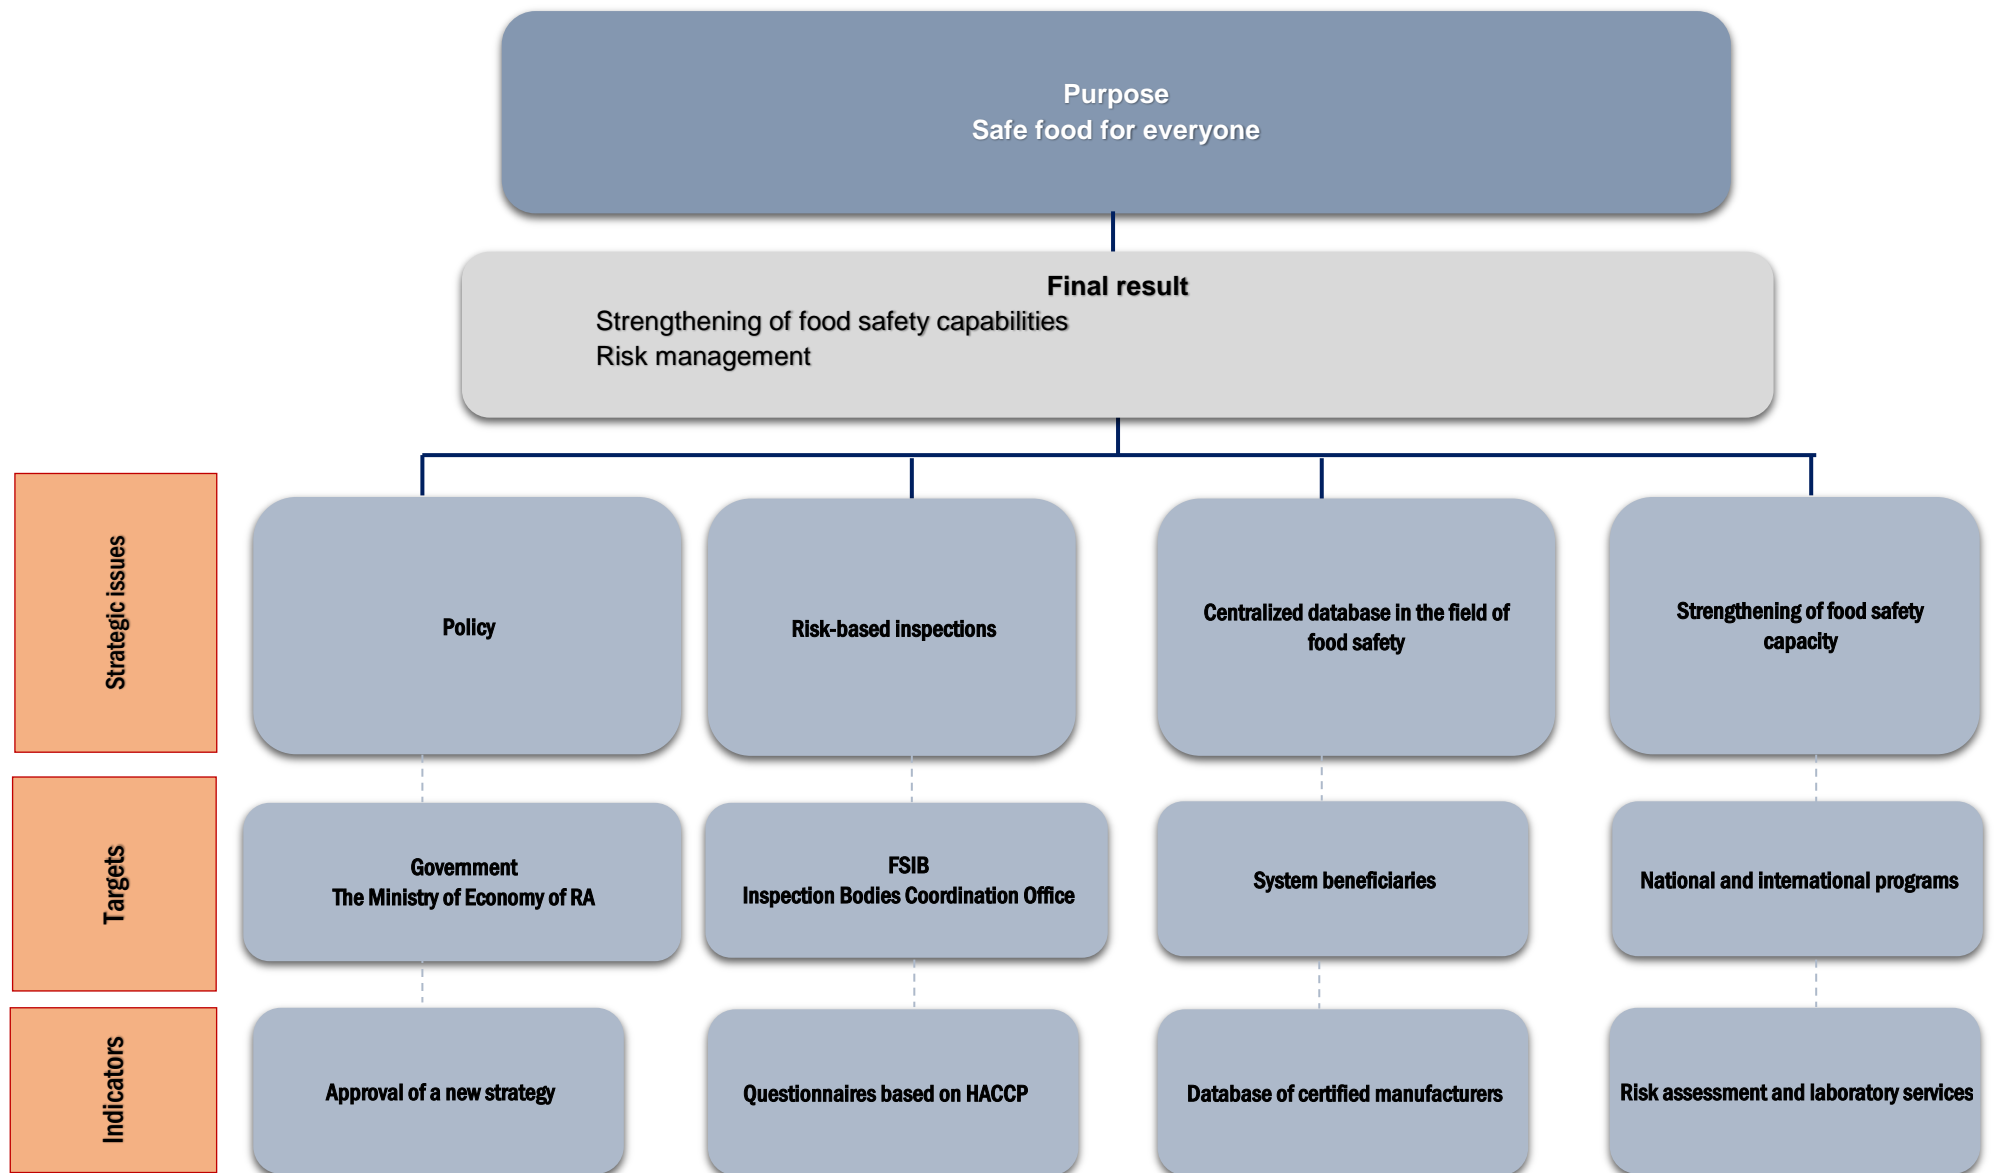 Purpose
Safe food for everyone
Final result
Strengthening of food safety capabilities
Risk management
Strategic issues
Policy
Risk-based inspections
Centralized database in the field of
food safety
Strengthening of food safety
capacity
Targets
Government
The Ministry of Economy of RA
FSIB
Inspection Bodies Coordination Office
System beneficiaries
National and international programs
Indicators
Approval of a new strategy
Questionnaires based on HACCP
Database of certified manufacturers
Risk assessment and laboratory services